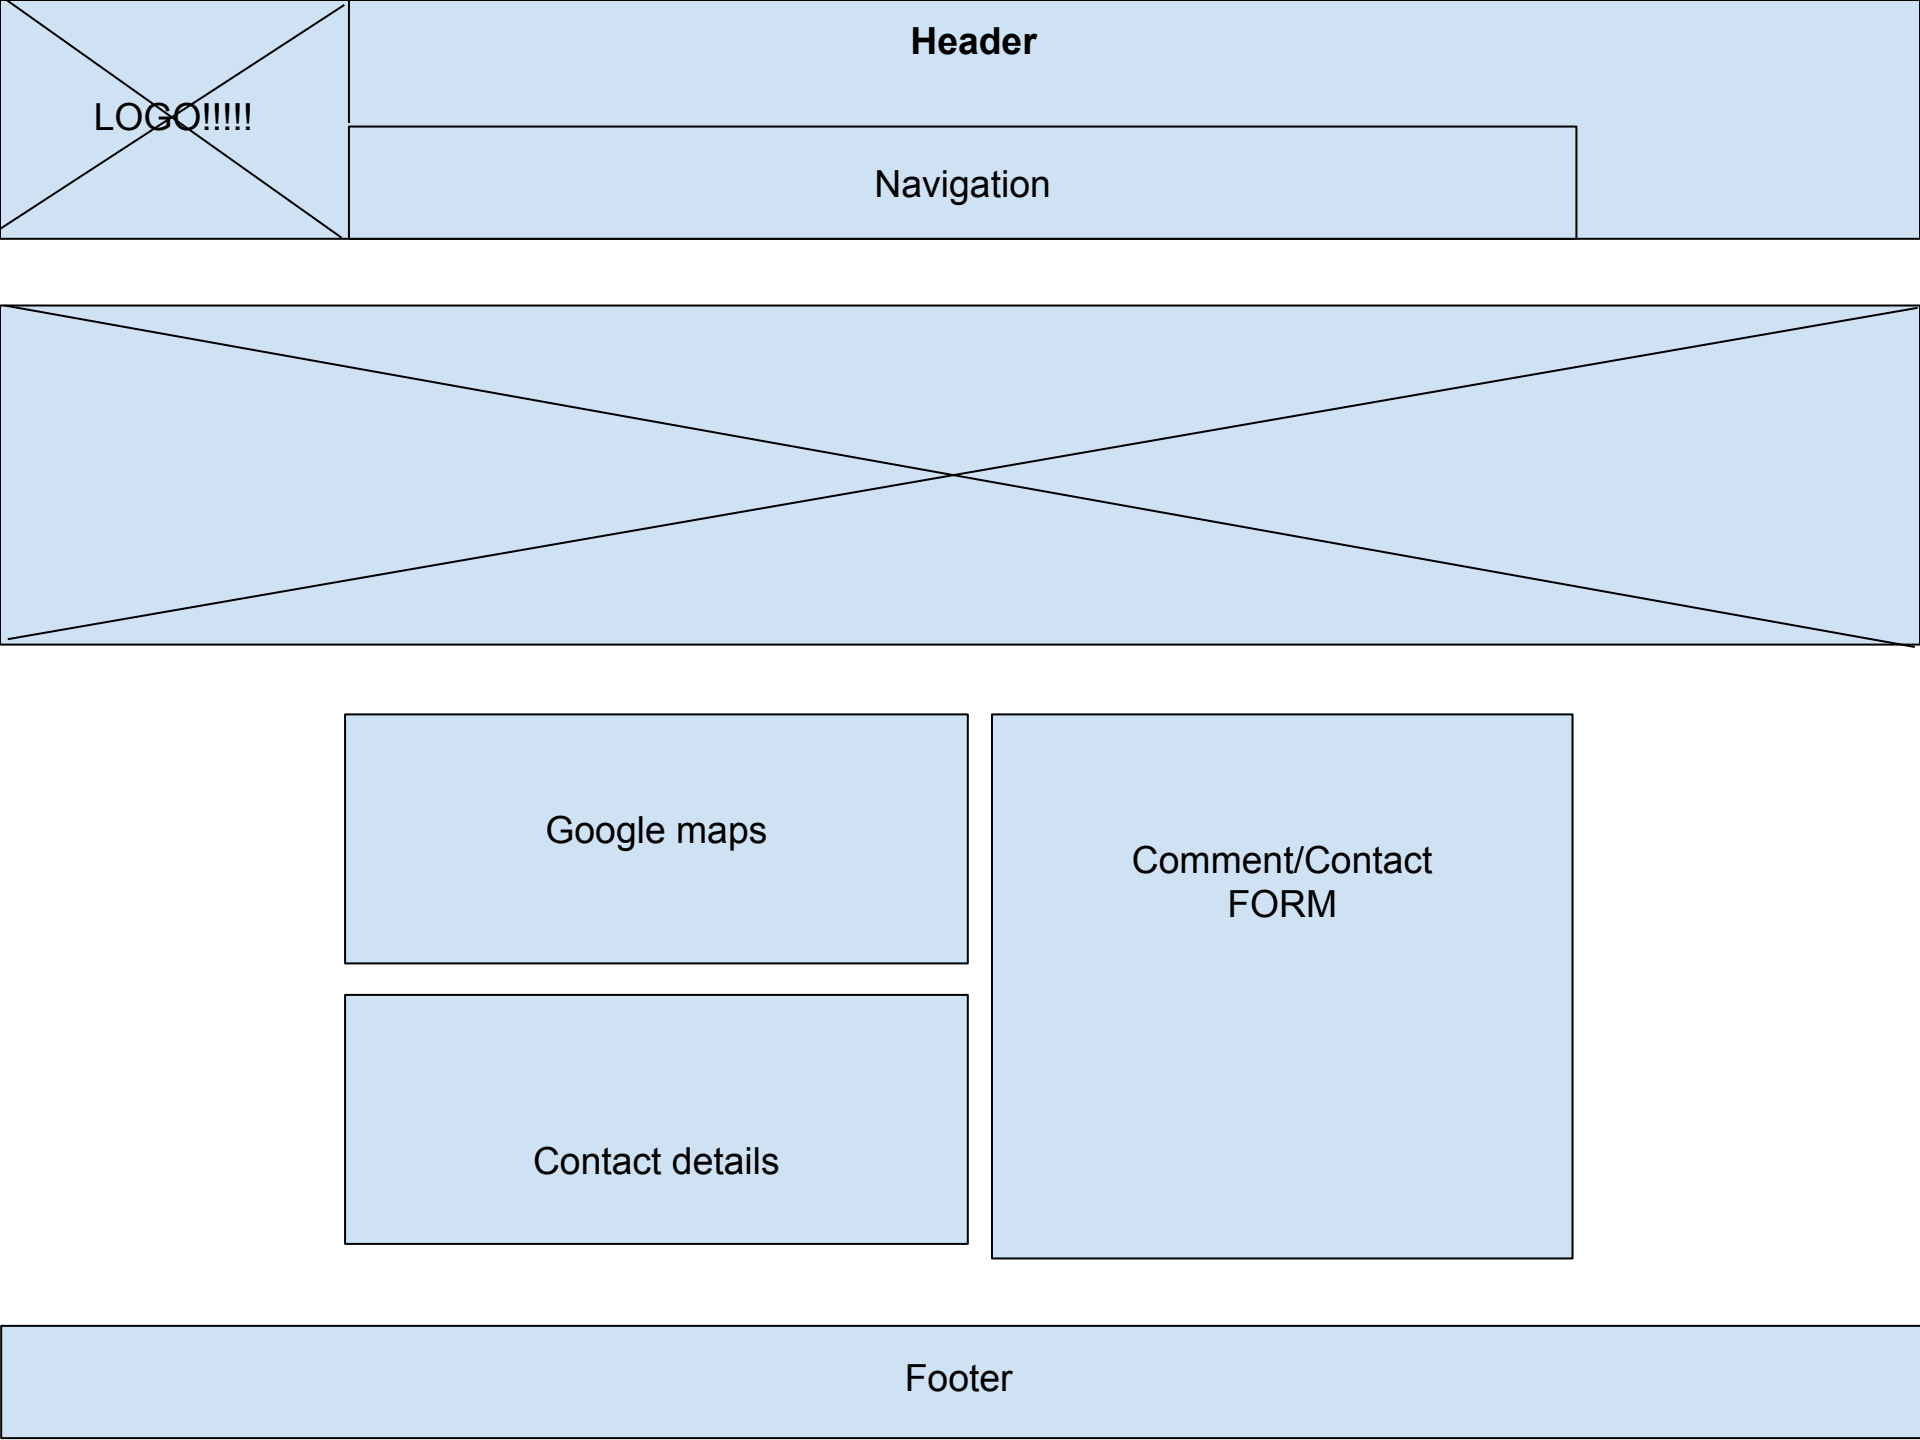 Header
LOGO!!!!!
Navigation
Google maps
Comment/Contact
FORM
Contact details
Footer